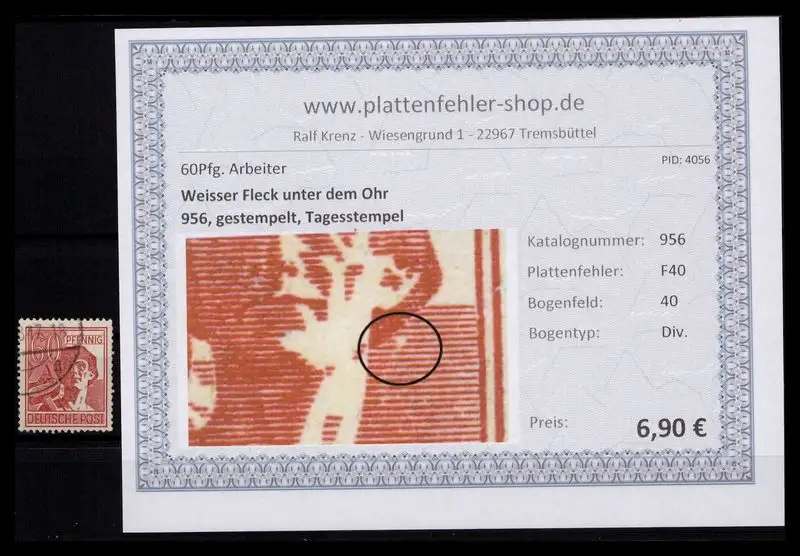 www.plattenfehler-shop.de
Ralf Krenz - Wiesengrund 1 - 22967 Tremsbüttel
60Pfg. Arbeiter
PID: 4056
Weisser Fleck unter dem Ohr
956, gestempelt, Tagesstempel
Katalognummer: 956
Plattenfehler: F40
Bogenfeld: 40
Bogentyp: Div.
Preis: 6,90 €
60 PFENNIG
DEUTSCHE POST